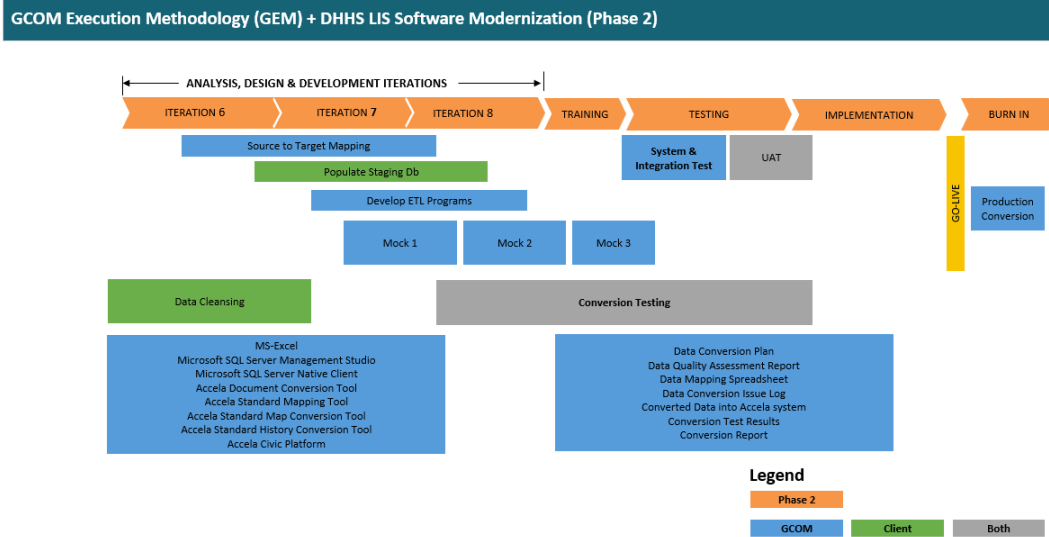 GCOM Execution Methodology (GEM) + DHHS LIS Software Modernization (Phase 2)
ANALYSIS, DESIGN & DEVELOPMENT ITERATIONS
ITERATION 6
ITERATION 7
ITERATION 8
TRAINING
TESTING
IMPLEMENTATION
BURN IN
Source to Target Mapping
System &
Integration Test
UAT
Populate Staging Db
Develop ETL Programs
GO-LIVE
Production
Conversion
Mock 1
Mock 2
Mock 3
Data Cleansing
Conversion Testing
MS-Excel
Microsoft SQL Server Management Studio
Microsoft SQL Server Native Client
Accela Document Conversion Tool
Accela Standard Mapping Tool
Accela Standard Map Conversion Tool
Accela Standard History Conversion Tool
Accela Civic Platform
Data Conversion Plan
Data Quality Assessment Report
Data Mapping Spreadsheet
Data Conversion Issue Log
Converted Data into Accela system
Conversion Test Results
Conversion Report
Legend
Phase 2
GCOM
Client
Both